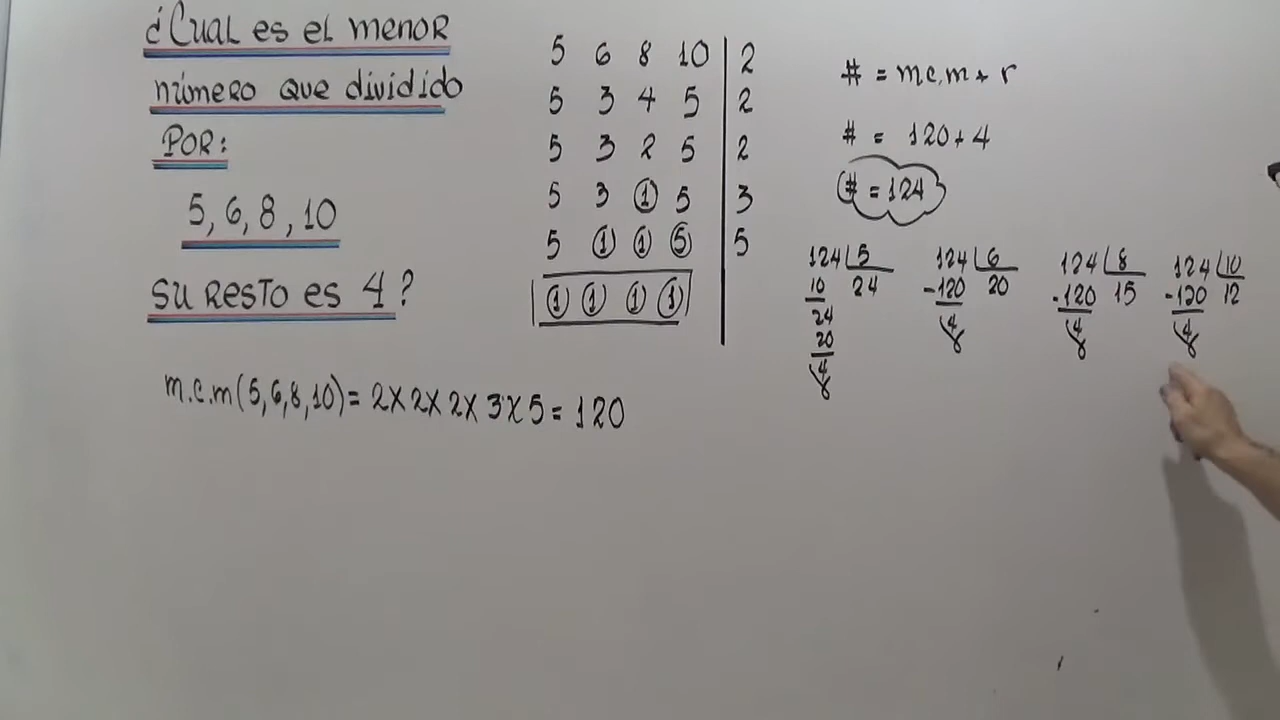 ¿Cual es el menor
número que dividido
POR:
5, 6, 8, 10
su resto es 4?
m.c.m(5,6,8,10)= 2x2x2x3x5=120
5 6 8 10 | 2
5 3 4 5 | 2
5 3 2 5 | 2
5 3 1 5 | 3
5 1 1 5 | 5
1 1 1 1
# = mc.m + r
# = 120+4
# = 124
124 5
10 24
24
20
4
124 6
-120 20
4
124 8
-120 15
4
124 10
-120 12
4